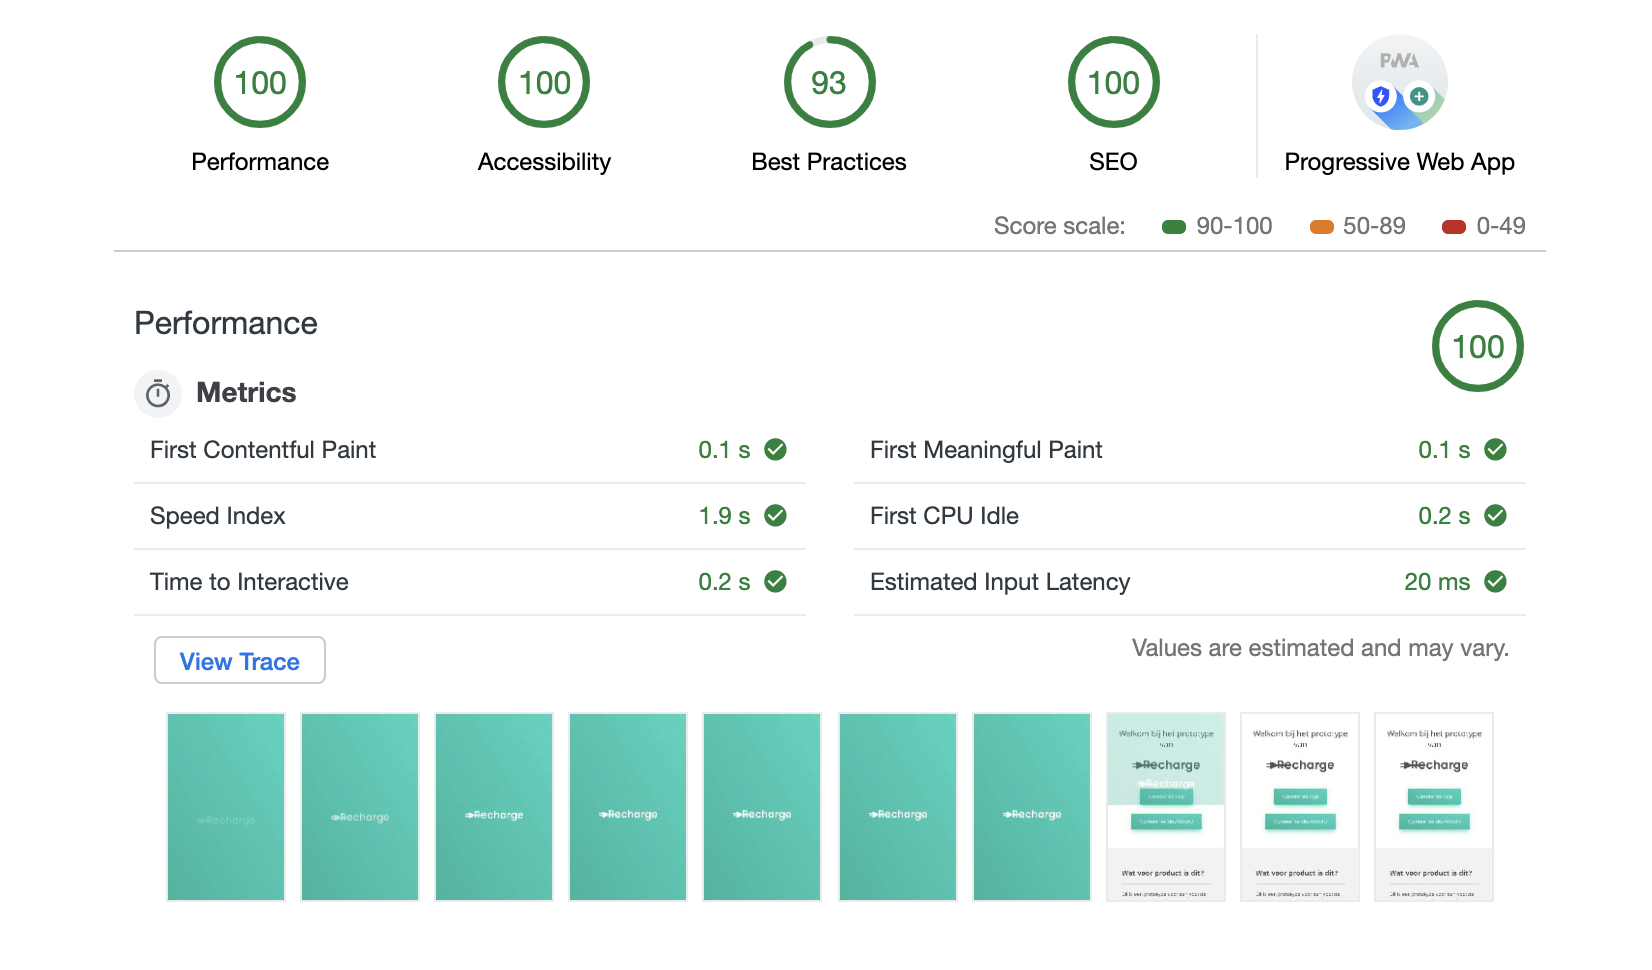 100 100 93 100 PWA
Performance Accessibility Best Practices SEO Progressive Web App
Score scale: 90-100 50-89 0-49
Performance
100
Metrics
First Contentful Paint 0.1 s First Meaningful Paint 0.1 s
Speed Index 1.9 s First CPU Idle 0.2 s
Time to Interactive 0.2 s Estimated Input Latency 20 ms
View Trace
Values are estimated and may vary.
Recharge Recharge Recharge Recharge Recharge Recharge Recharge
Welkom bij het prototype
van
Recharge
Recharge
Wat voor product is dit?
Welkom bij het prototype
van
Recharge
Wat voor product is dit?
Welkom bij het prototype
van
Recharge
Wat voor product is dit?